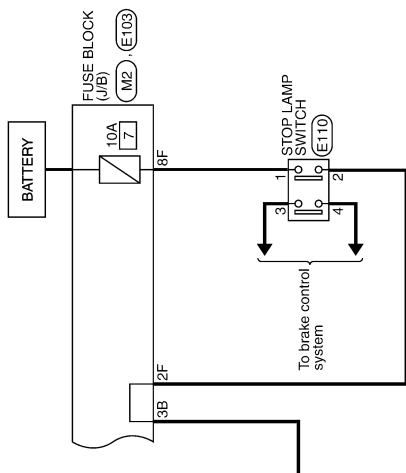 BATTERY
FUSE BLOCK
(J/B)
M2 , E103
10A
7
8F
STOP LAMP
SWITCH
E110
1
2
3
4
To brake control
system
2F
3B